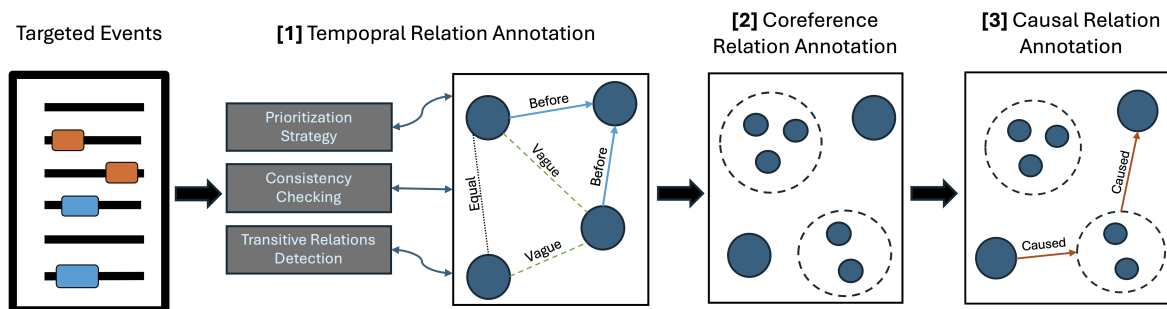 Targeted Events
[1] Tempopral Relation Annotation
[2] Coreference
Relation Annotation
[3] Causal Relation
Annotation
Prioritization
Strategy
Consistency
Checking
Transitive Relations
Detection
Before
Vague
Before
Equal
Vague
Caused
Caused